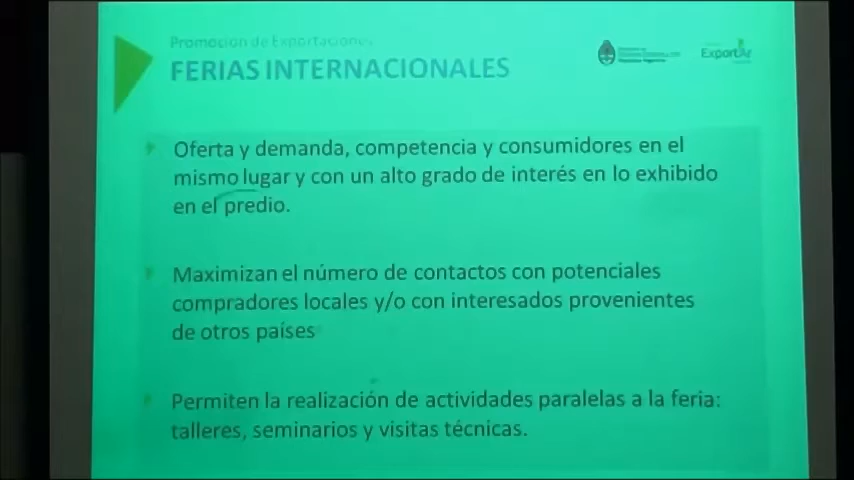 Promoción de Exportaciones
FERIAS INTERNACIONALES
ExportAr
Oferta y demanda, competencia y consumidores en el
mismo lugar y con un alto grado de interés en lo exhibido
en el predio.
Maximizan el número de contactos con potenciales
compradores locales y/o con interesados provenientes
de otros países
Permiten la realización de actividades paralelas a la feria:
talleres, seminarios y visitas técnicas.